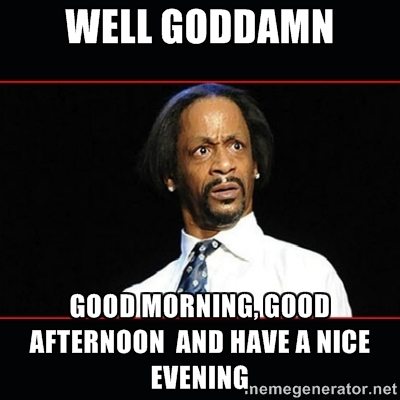 WELL GODDAMN
GOOD MORNING, GOOD
AFTERNOON AND HAVE A NICE
EVENING
memegenerator.net